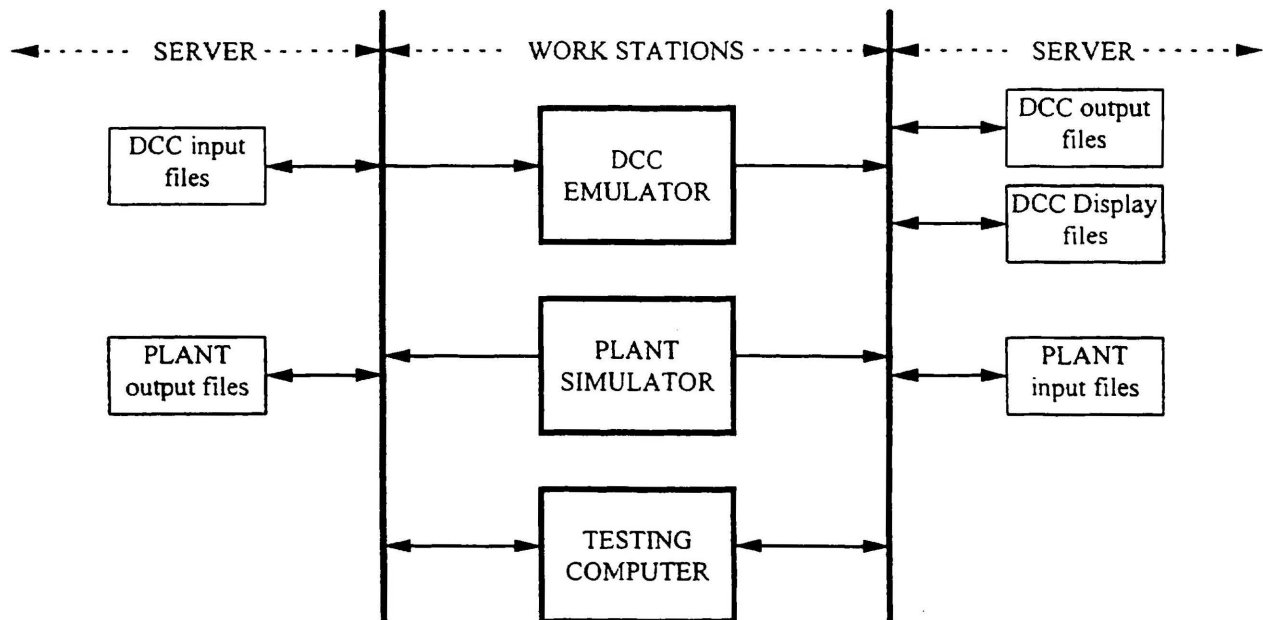 SERVER
WORK STATIONS
SERVER
DCC input
files
DCC
EMULATOR
DCC output
files
DCC Display
files
PLANT
output files
PLANT
SIMULATOR
PLANT
input files
TESTING
COMPUTER